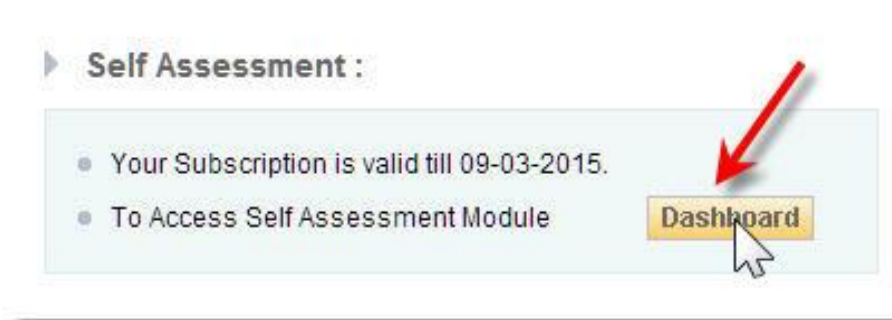 Self Assessment :
Your Subscription is valid till 09-03-2015.
To Access Self Assessment Module Dashboard